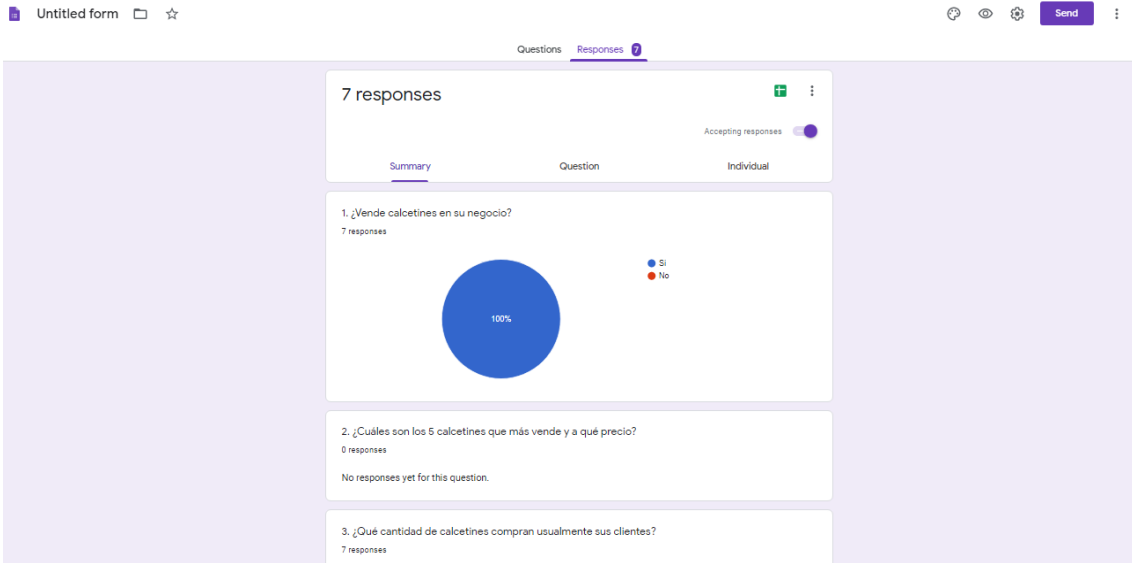 Untitled form
Send
Questions Responses 7
7 responses
Accepting responses
Summary Question Individual
1. ¿Vende calcetines en su negocio?
7 responses
Si
No
100%
2. ¿Cuáles son los 5 calcetines que más vende y a qué precio?
0 responses
No responses yet for this question.
3. ¿Qué cantidad de calcetines compran usualmente sus clientes?
7 responses